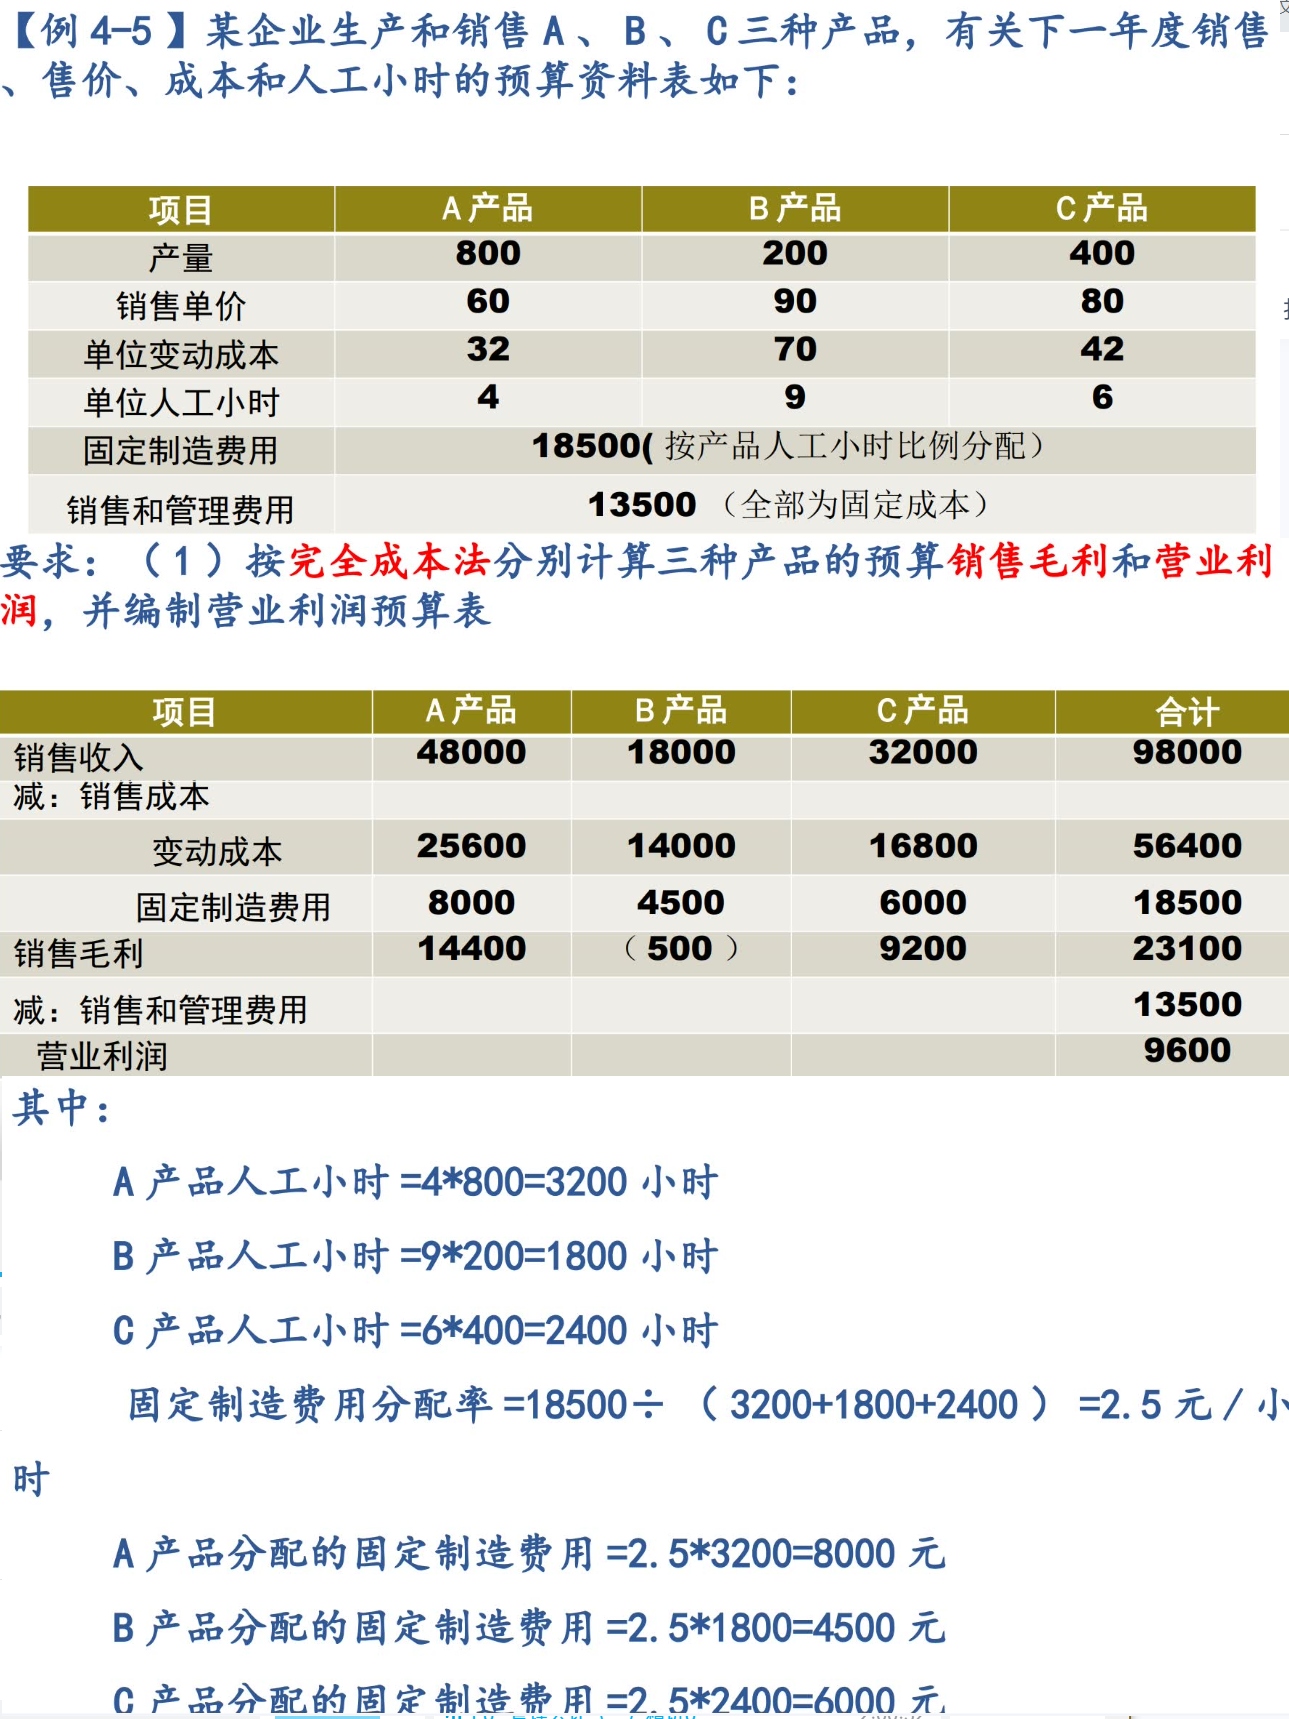 【例 4-5 】某企业生产和销售 A 、 B 、 C 三种产品，有关下一年度销售
、售价、成本和人工小时的预算资料表如下：
项目 A 产品 B 产品 C 产品
产量 800 200 400
销售单价 60 90 80
单位变动成本 32 70 42
单位人工小时 4 9 6
固定制造费用 18500( 按产品人工小时比例分配）
销售和管理费用 13500 （全部为固定成本）
要求：（ 1 ）按完全成本法分别计算三种产品的预算销售毛利和营业利
润，并编制营业利润预算表
项目 A 产品 B 产品 C 产品 合计
销售收入 48000 18000 32000 98000
减：销售成本
变动成本 25600 14000 16800 56400
固定制造费用 8000 4500 6000 18500
销售毛利 14400 （ 500 ） 9200 23100
减：销售和管理费用 13500
营业利润 9600
其中：
A 产品人工小时 =4*800=3200 小时
B 产品人工小时 =9*200=1800 小时
C 产品人工小时 =6*400=2400 小时
固定制造费用分配率 =18500÷ （ 3200+1800+2400 ） =2.5 元 / 小
时
A 产品分配的固定制造费用 =2.5*3200=8000 元
B 产品分配的固定制造费用 =2.5*1800=4500 元
C 产品分配的固定制造费用 =2.5*2400=6000 元